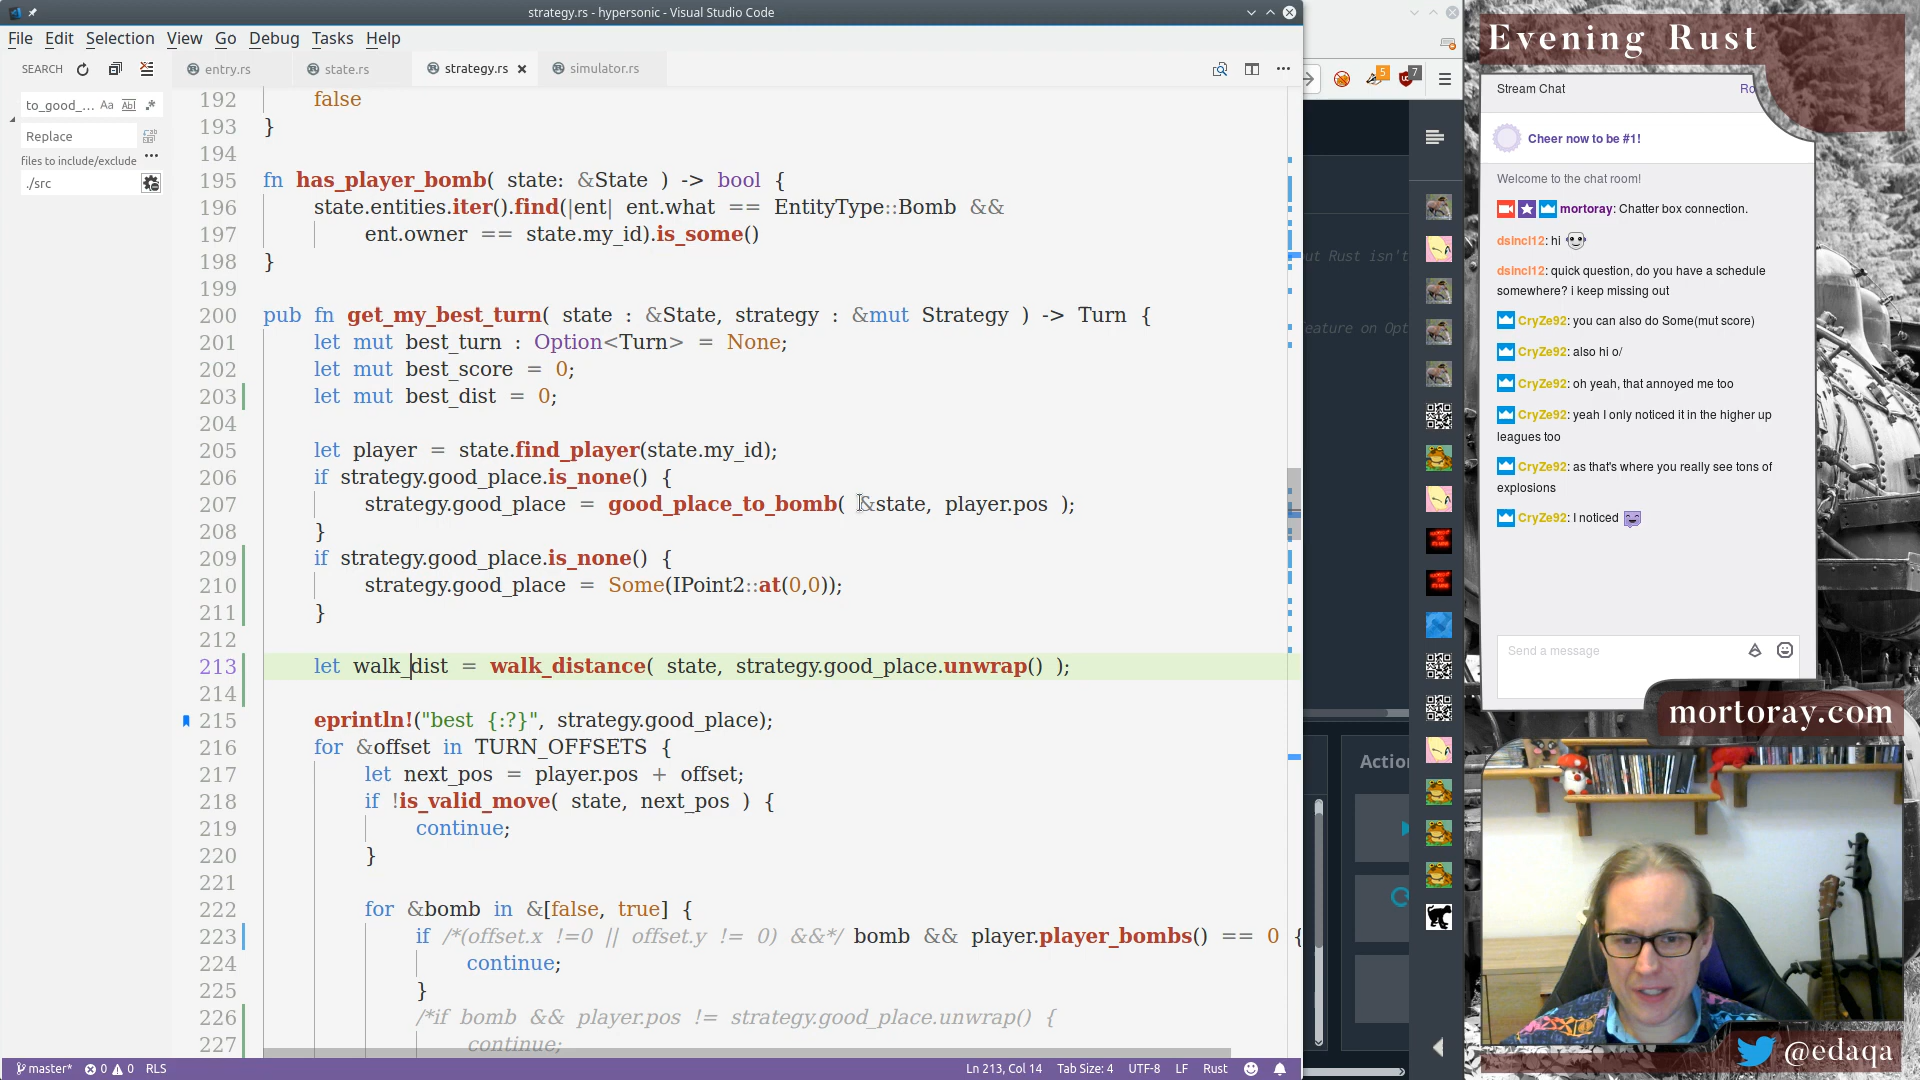 strategy.rs - hypersonic - Visual Studio Code
File Edit Selection View Go Debug Tasks Help
SEARCH
entry.rs
state.rs
strategy.rs
simulator.rs
to_good_...
Aa Abl .*
Replace
files to include/exclude
./src
192 false
193 }
194
195 fn has_player_bomb( state: &State ) -> bool {
196 state.entities.iter().find(|ent| ent.what == EntityType::Bomb &&
197 ent.owner == state.my_id).is_some()
198 }
199
200 pub fn get_my_best_turn( state : &State, strategy : &mut Strategy ) -> Turn {
201 let mut best_turn : Option<Turn> = None;
202 let mut best_score = 0;
203 let mut best_dist = 0;
204
205 let player = state.find_player(state.my_id);
206 if strategy.good_place.is_none() {
207 strategy.good_place = good_place_to_bomb( &state, player.pos );
208 }
209 if strategy.good_place.is_none() {
210 strategy.good_place = Some(IPoint2::at(0,0));
211 }
212
213 let walk_dist = walk_distance( state, strategy.good_place.unwrap() );
214
215 eprintln!("best {:?}", strategy.good_place);
216 for &offset in TURN_OFFSETS {
217 let next_pos = player.pos + offset;
218 if !is_valid_move( state, next_pos ) {
219 continue;
220 }
221
222 for &bomb in &[false, true] {
223 if /*(offset.x !=0 || offset.y != 0) &&*/ bomb && player.player_bombs() == 0 {
224 continue;
225 }
226 /*if bomb && player.pos != strategy.good_place.unwrap() {
227 continue;
master* 0 0 RLS
Ln 213, Col 14 Tab Size: 4 UTF-8 LF Rust
5
7
ut Rust isn't
eature on Opt
Action
Evening Rust
Stream Chat
Ro
Cheer now to be #1!
Welcome to the chat room!
mortoray: Chatter box connection.
dsincl12: hi
dsincl12: quick question, do you have a schedule
somewhere? i keep missing out
CryZe92: you can also do Some(mut score)
CryZe92: also hi o/
CryZe92: oh yeah, that annoyed me too
CryZe92: yeah I only noticed it in the higher up
leagues too
CryZe92: as that's where you really see tons of
explosions
CryZe92: I noticed
Send a message
mortoray.com
@edaqa